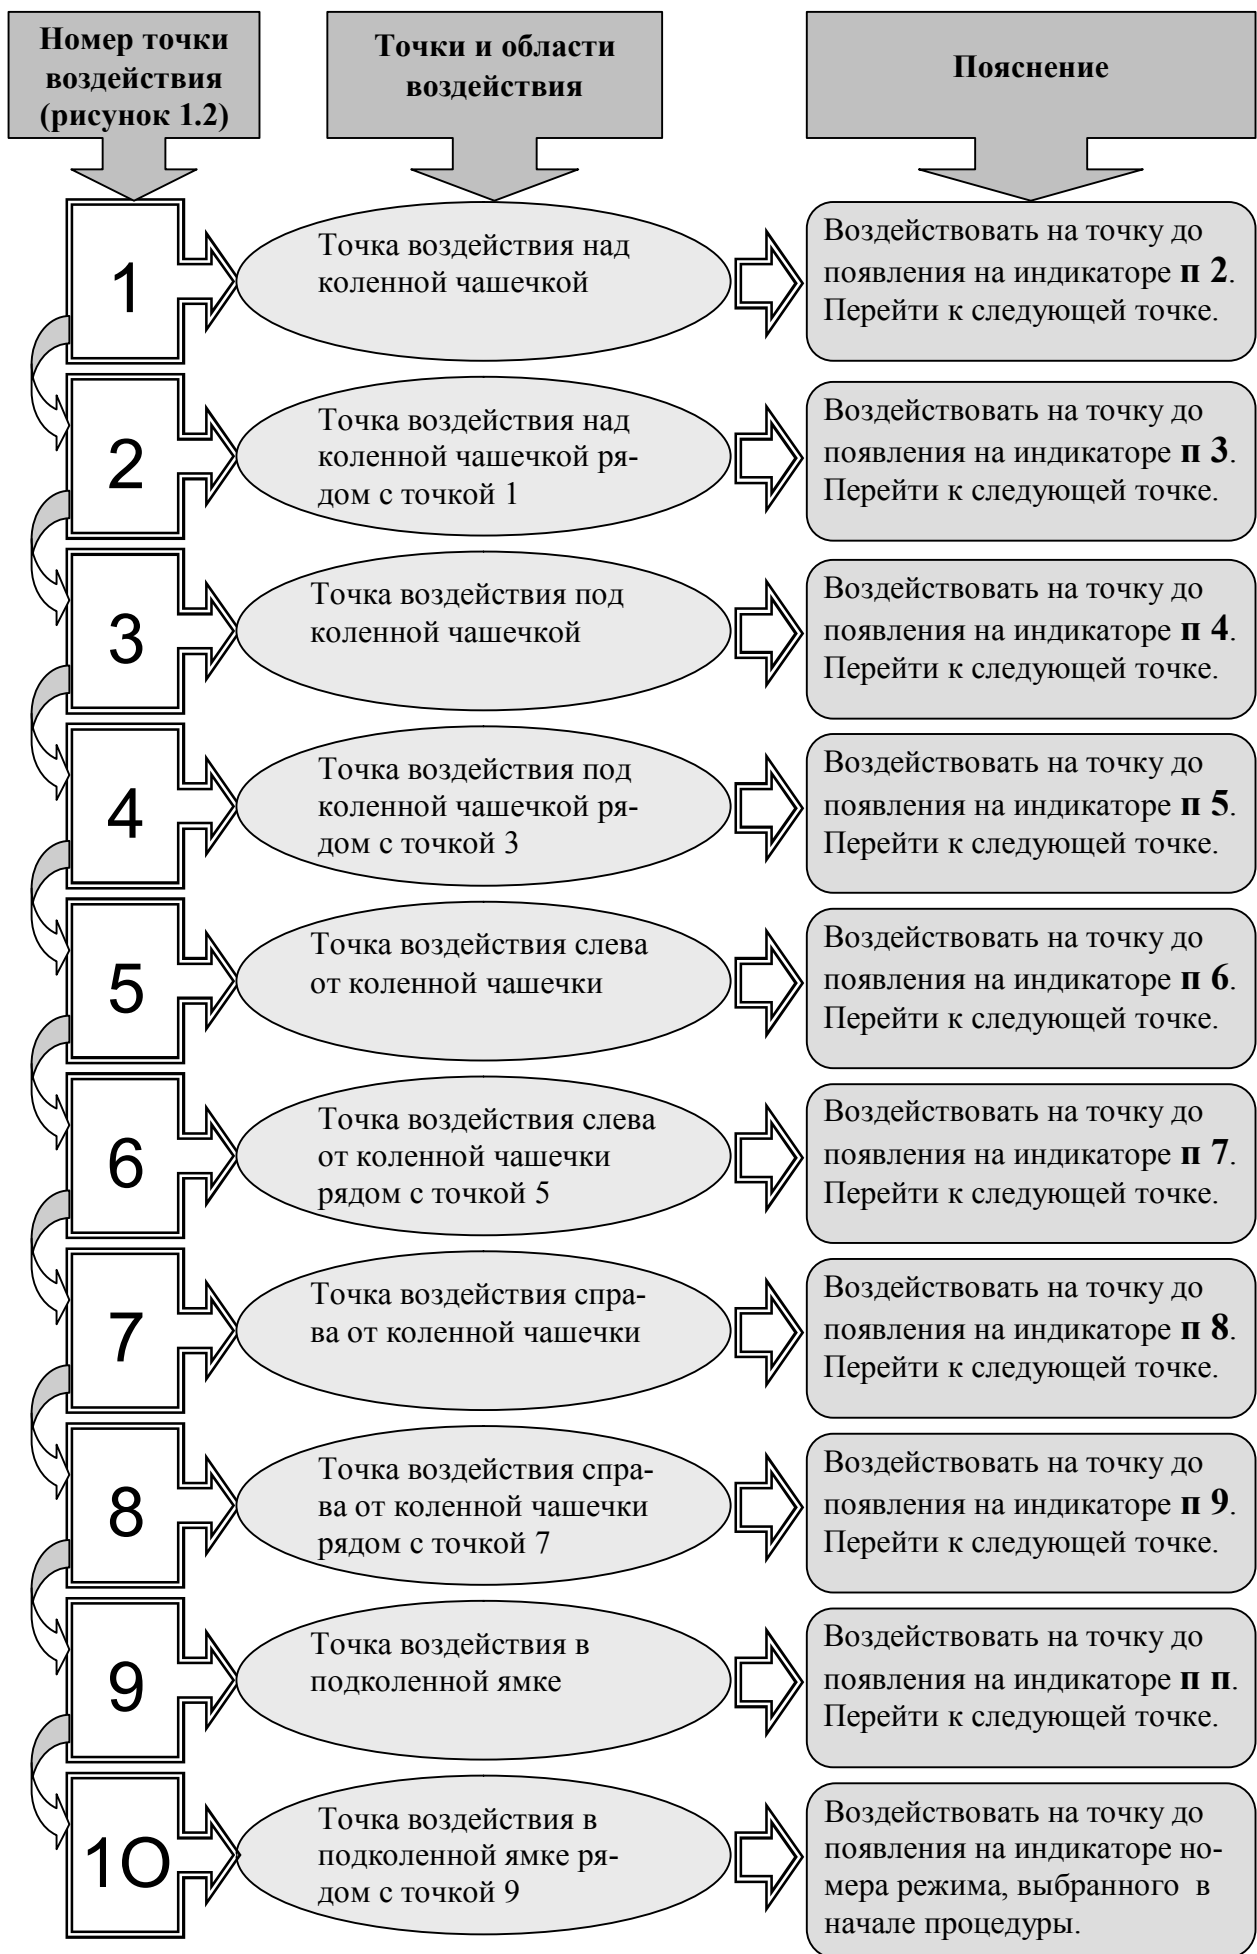 Номер точки
воздействия
(рисунок 1.2)
Точки и области
воздействия
Пояснение
1
Точка воздействия над
коленной чашечкой
Воздействовать на точку до
появления на индикаторе п 2.
Перейти к следующей точке.
2
Точка воздействия над
коленной чашечкой ря-
дом с точкой 1
Воздействовать на точку до
появления на индикаторе п 3.
Перейти к следующей точке.
3
Точка воздействия под
коленной чашечкой
Воздействовать на точку до
появления на индикаторе п 4.
Перейти к следующей точке.
4
Точка воздействия под
коленной чашечкой ря-
дом с точкой 3
Воздействовать на точку до
появления на индикаторе п 5.
Перейти к следующей точке.
5
Точка воздействия слева
от коленной чашечки
Воздействовать на точку до
появления на индикаторе п 6.
Перейти к следующей точке.
6
Точка воздействия слева
от коленной чашечки
рядом с точкой 5
Воздействовать на точку до
появления на индикаторе п 7.
Перейти к следующей точке.
7
Точка воздействия спра-
ва от коленной чашечки
Воздействовать на точку до
появления на индикаторе п 8.
Перейти к следующей точке.
8
Точка воздействия спра-
ва от коленной чашечки
рядом с точкой 7
Воздействовать на точку до
появления на индикаторе п 9.
Перейти к следующей точке.
9
Точка воздействия в
подколенной ямке
Воздействовать на точку до
появления на индикаторе п п.
Перейти к следующей точке.
1О
Точка воздействия в
подколенной ямке ря-
дом с точкой 9
Воздействовать на точку до
появления на индикаторе но-
мера режима, выбранного в
начале процедуры.